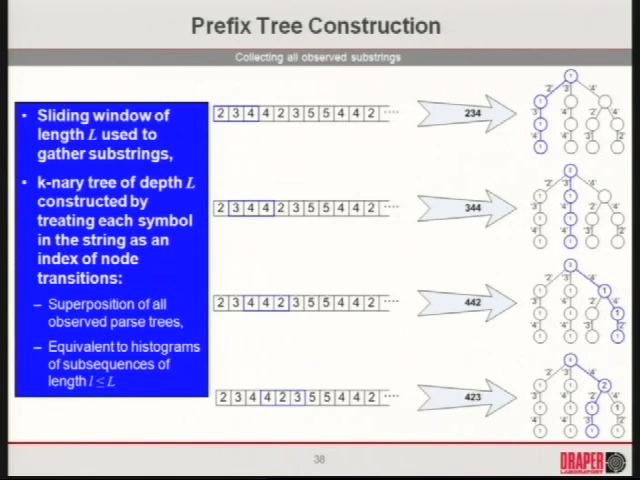 Prefix Tree Construction
Collecting all observed substrings
• Sliding window of
length L used to
gather substrings,
• k-nary tree of depth L
constructed by
treating each symbol
in the string as an
index of node
transitions:
– Superposition of all
observed parse trees,
– Equivalent to histograms
of subsequences of
length l ≤ L
2 3 4 4 2 3 5 5 4 4 2 ....
234
2 3 4 4 2 3 5 5 4 4 2 ....
344
2 3 4 4 2 3 5 5 4 4 2 ....
442
2 3 4 4 2 3 5 5 4 4 2 ....
423
38
DRAPER
LABORATORY